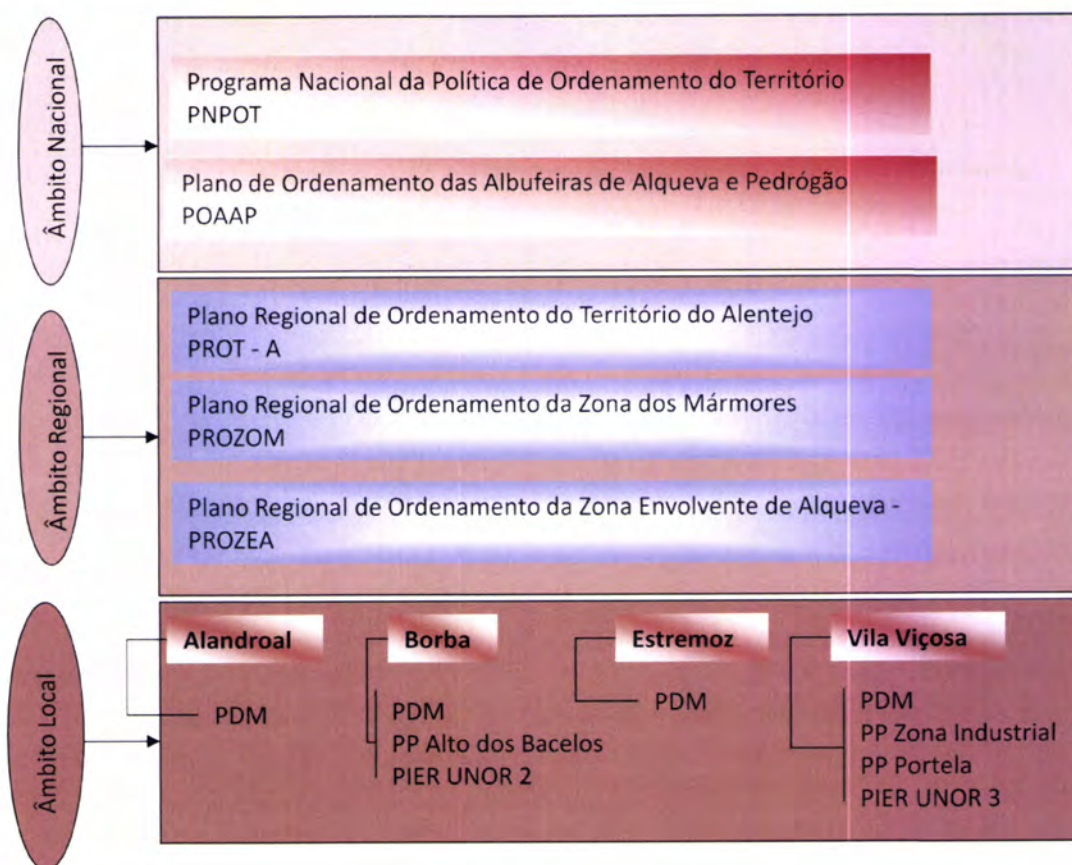 Âmbito Nacional
Programa Nacional da Política de Ordenamento do Território
PNPOT
Plano de Ordenamento das Albufeiras de Alqueva e Pedrógão
POAAP
Âmbito Regional
Plano Regional de Ordenamento do Território do Alentejo
PROT - A
Plano Regional de Ordenamento da Zona dos Mármores
PROZOM
Plano Regional de Ordenamento da Zona Envolvente de Alqueva -
PROZEA
Âmbito Local
Alandroal
PDM
Borba
PDM
PP Alto dos Bacelos
PIER UNOR 2
Estremoz
PDM
Vila Viçosa
PDM
PP Zona Industrial
PP Portela
PIER UNOR 3